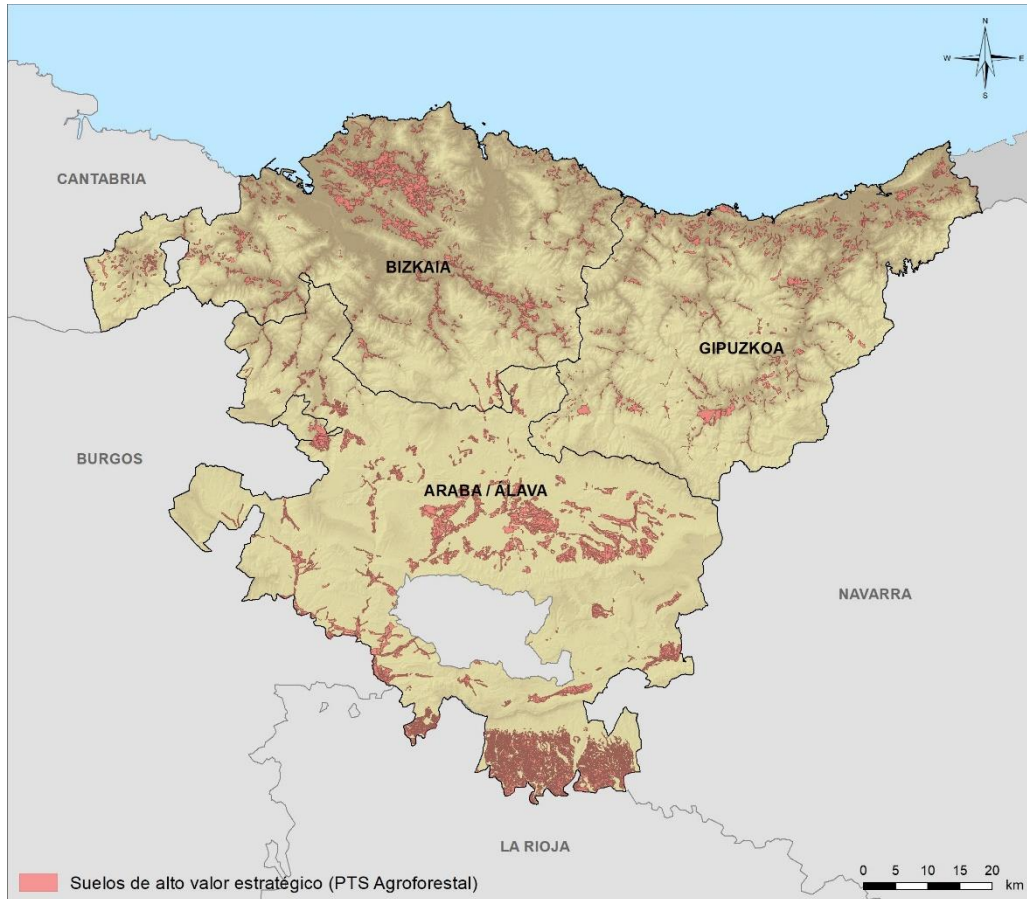 N
W E
S
CANTABRIA
BIZKAIA
GIPUZKOA
BURGOS
ARABA / ÁLAVA
NAVARRA
LA RIOJA
Suelos de alto valor estratégico (PTS Agroforestal)
0 5 10 15 20
km